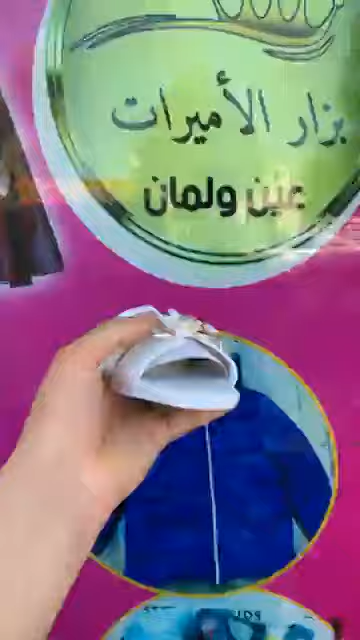 بزار الأميرات
عين ولمان